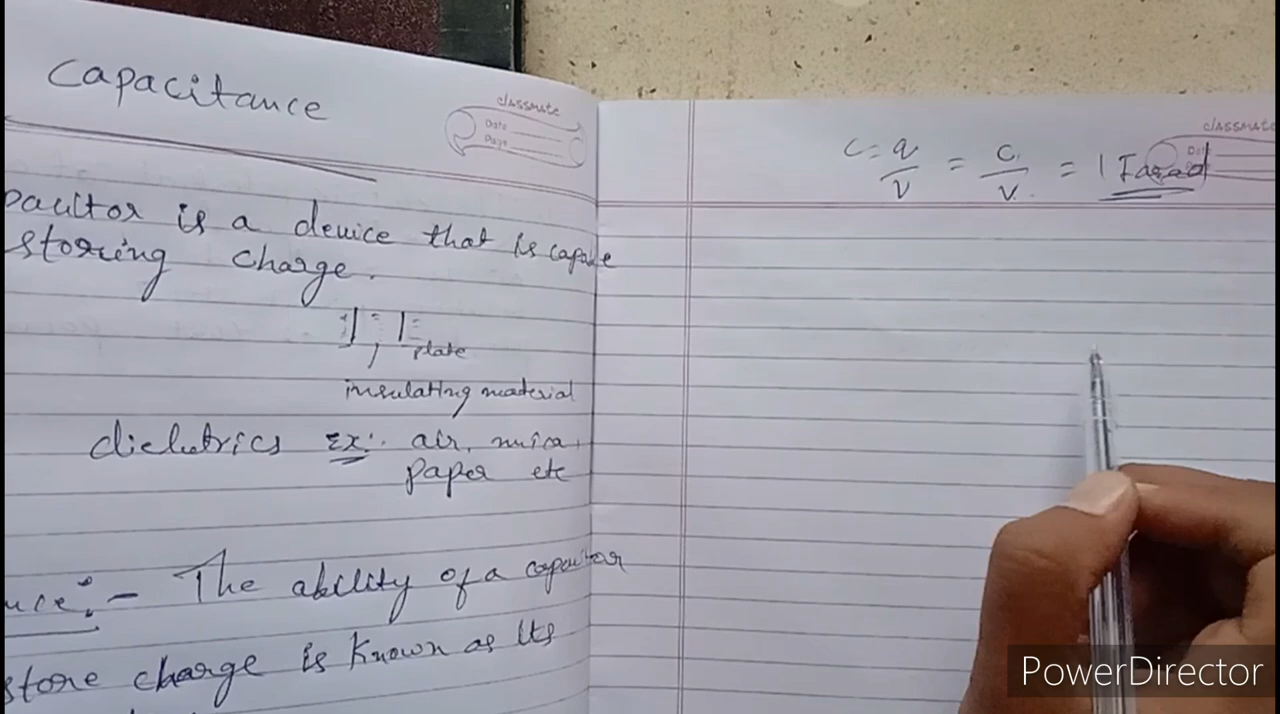 Capacitance
classmate
Date
Page
pacitor is a device that is capable
storing charge.
plate
insulating material
dielectrics Ex:- air, mica,
paper etc
nce:- The ability of a capacitor
store charge is known as its
classmate
C = q/V = C/V = 1 Farad
PowerDirector